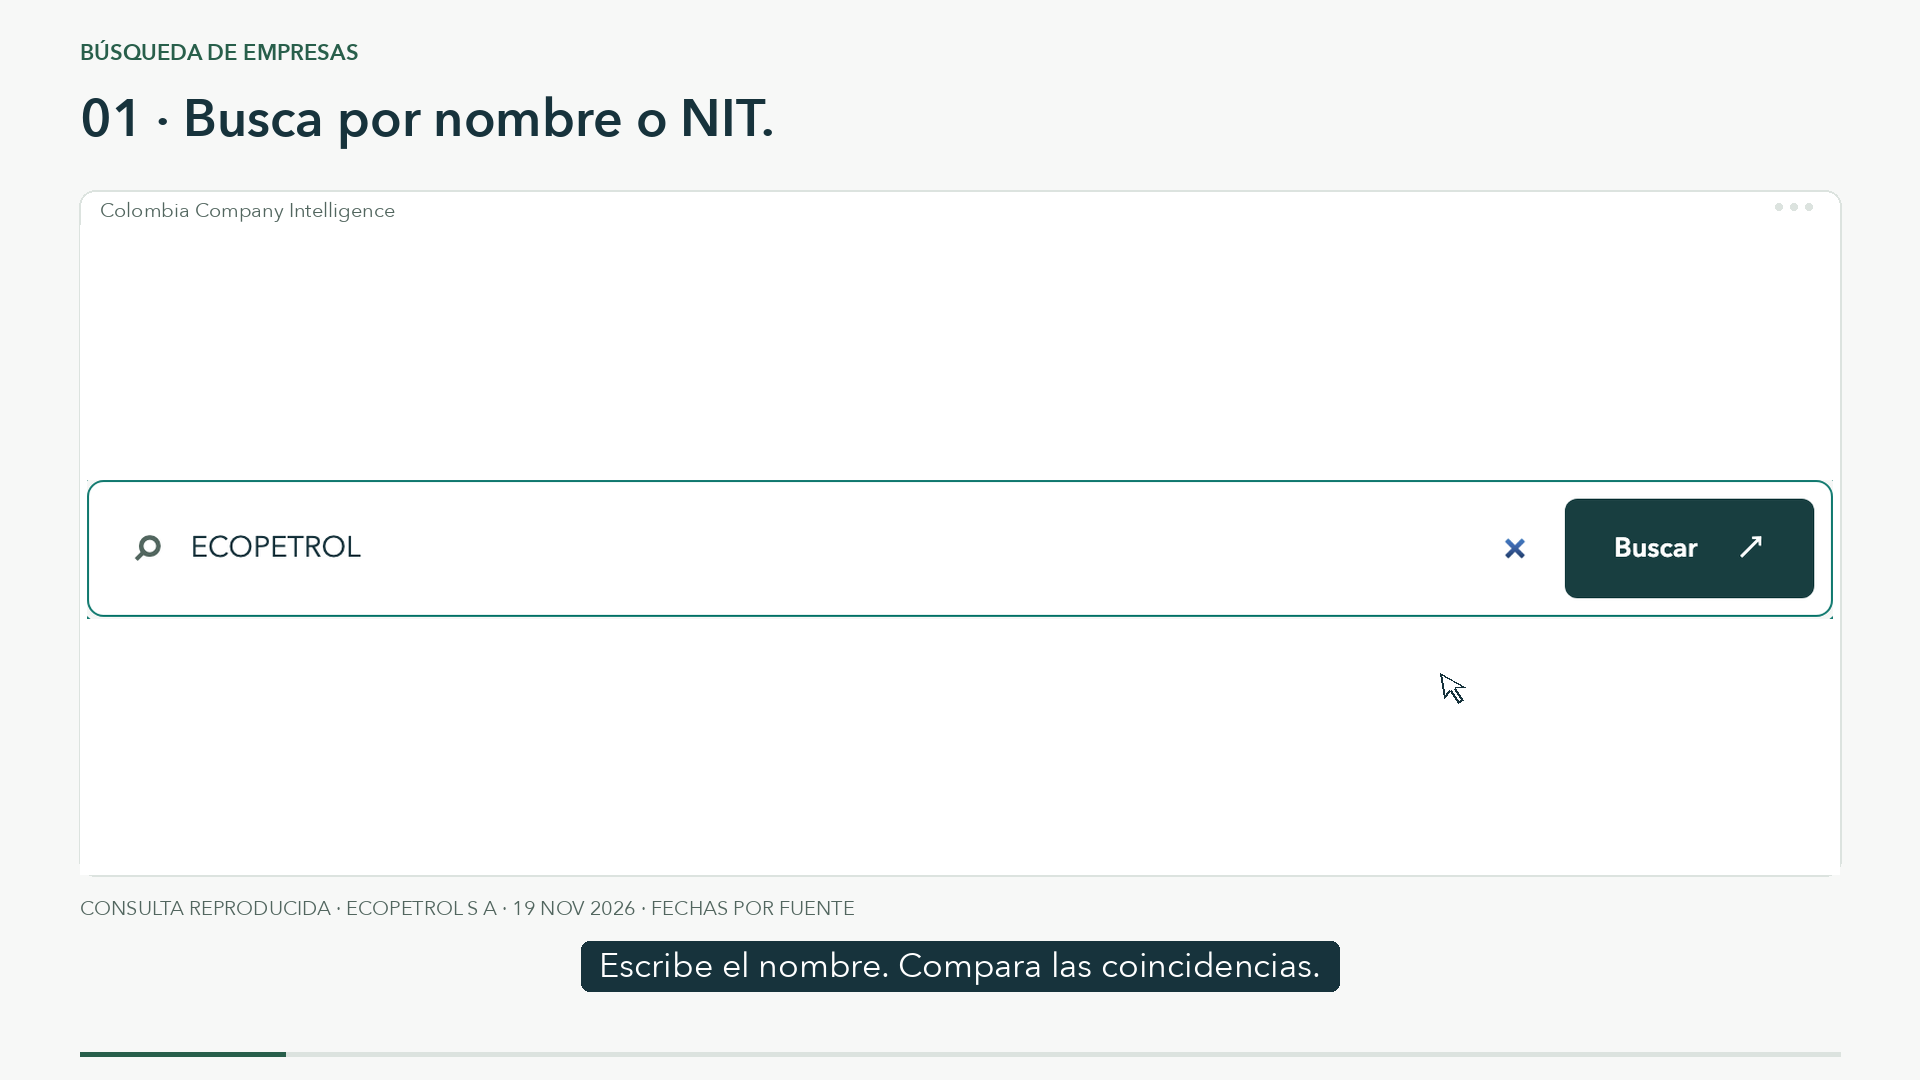 BÚSQUEDA DE EMPRESAS
01 · Busca por nombre o NIT.
Colombia Company Intelligence
ECOPETROL
Buscar
CONSULTA REPRODUCIDA · ECOPETROL S A · 19 NOV 2026 · FECHAS POR FUENTE
Escribe el nombre. Compara las coincidencias.